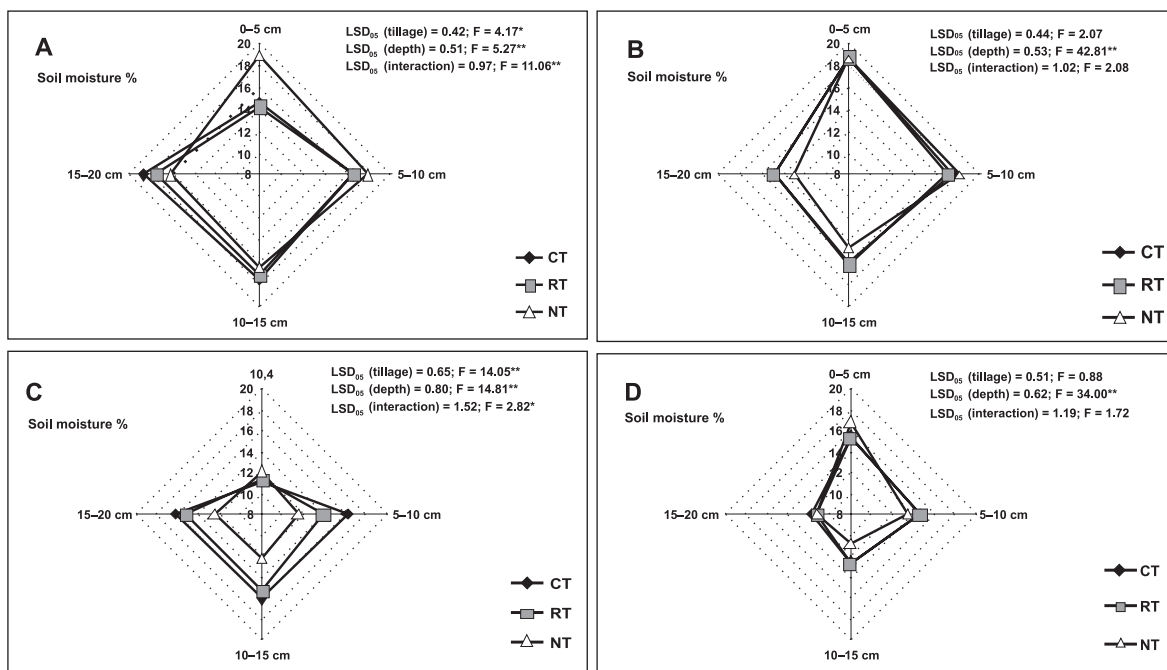 A
Soil moisture %
0–5 cm
LSD05 (tillage) = 0.42; F = 4.17*
LSD05 (depth) = 0.51; F = 5.27**
LSD05 (interaction) = 0.97; F = 11.06**
20
18
16
14
12
10
8
15–20 cm
5–10 cm
10–15 cm
CT
RT
NT
B
Soil moisture %
0–5 cm
LSD05 (tillage) = 0.44; F = 2.07
LSD05 (depth) = 0.53; F = 42.81**
LSD05 (interaction) = 1.02; F = 2.08
20
18
16
14
12
10
8
15–20 cm
5–10 cm
10–15 cm
CT
RT
NT
C
Soil moisture %
10,4
LSD05 (tillage) = 0.65; F = 14.05**
LSD05 (depth) = 0.80; F = 14.81**
LSD05 (interaction) = 1.52; F = 2.82*
20
18
16
14
12
10
8
15–20 cm
5–10 cm
10–15 cm
CT
RT
NT
D
Soil moisture %
0–5 cm
LSD05 (tillage) = 0.51; F = 0.88
LSD05 (depth) = 0.62; F = 34.00**
LSD05 (interaction) = 1.19; F = 1.72
20
18
16
14
12
10
8
15–20 cm
5–10 cm
10–15 cm
CT
RT
NT